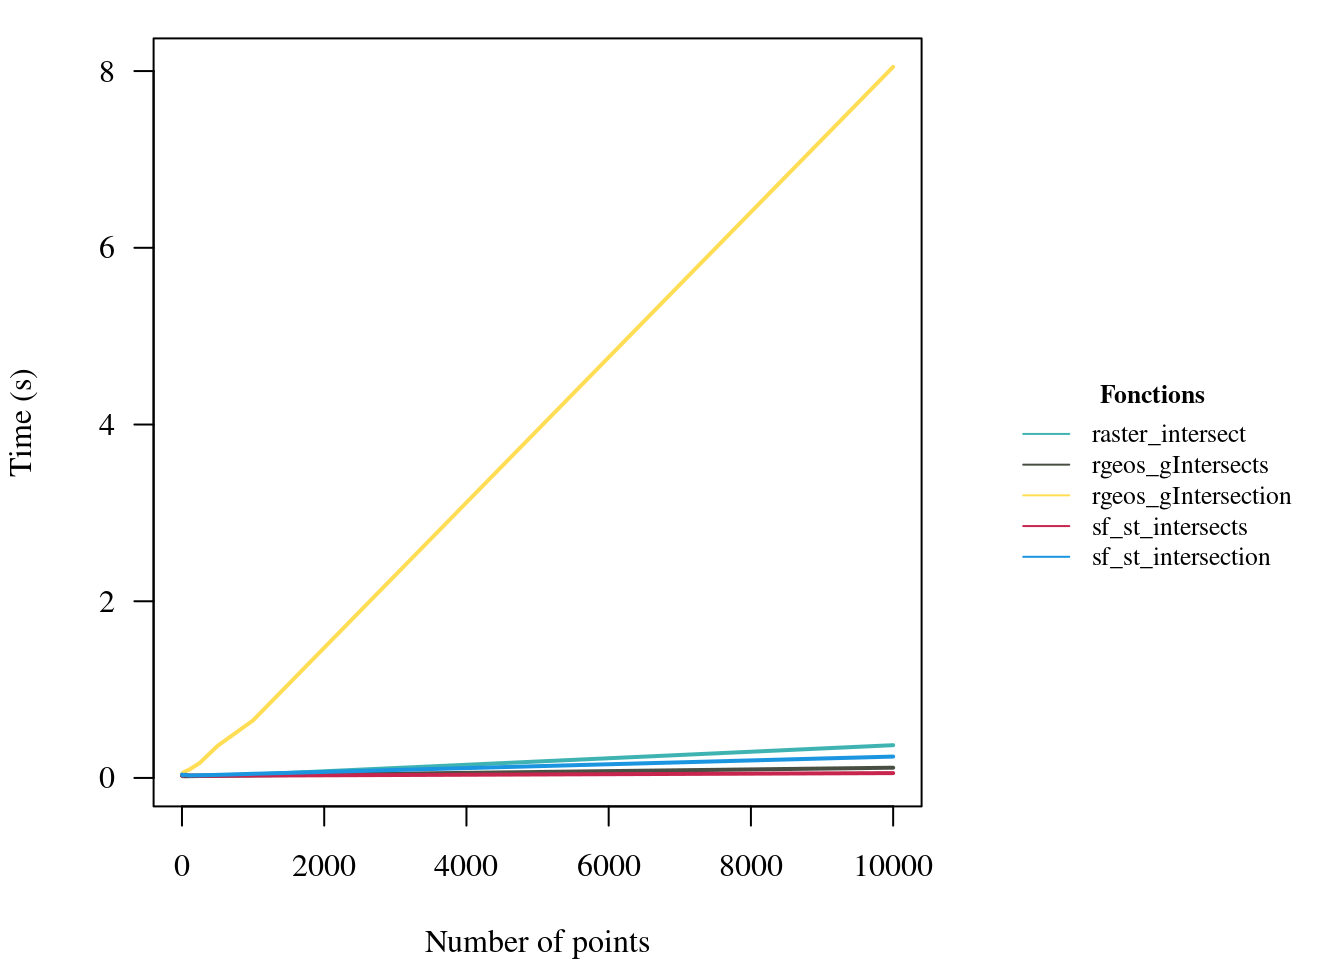 8
6
4
2
0
Time (s)
0 2000 4000 6000 8000 10000
Number of points
Fonctions
raster_intersect
rgeos_gIntersects
rgeos_gIntersection
sf_st_intersects
sf_st_intersection